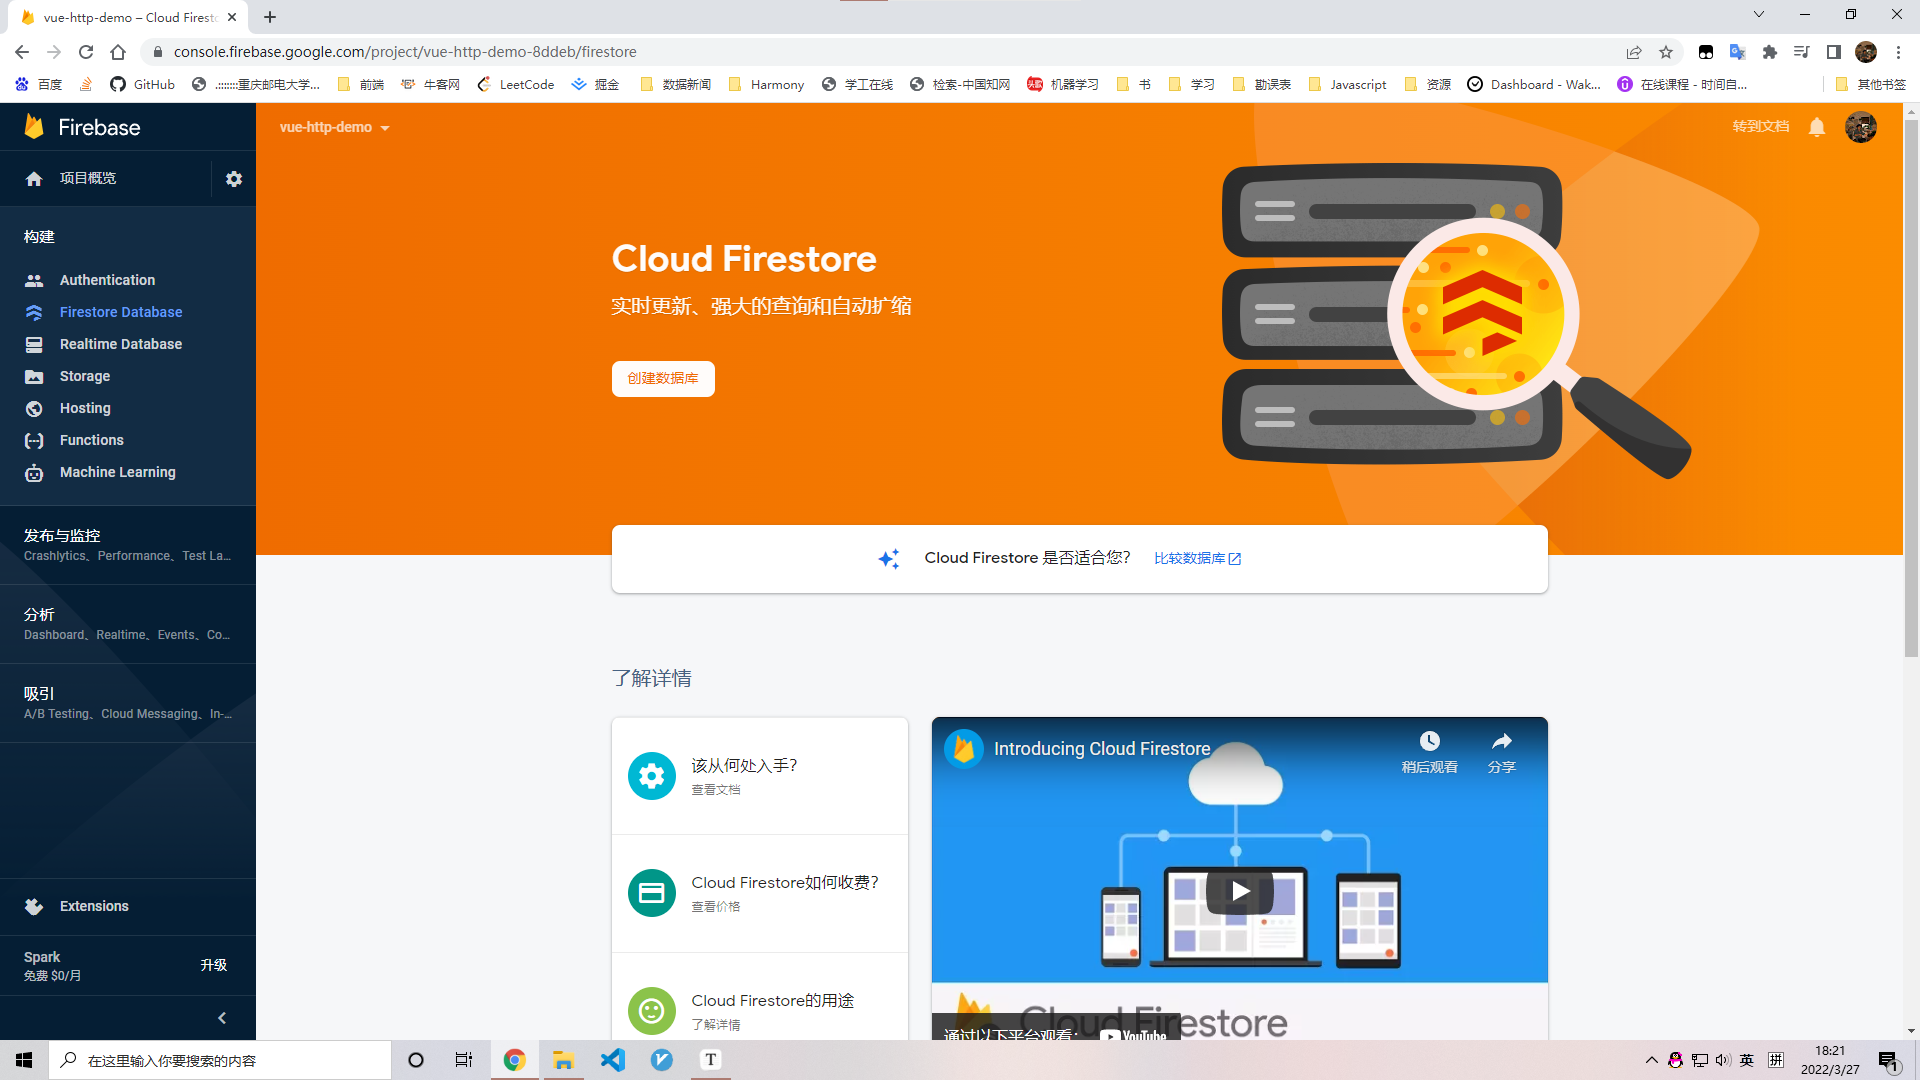 vue-http-demo – Cloud Firest
console.firebase.google.com/project/vue-http-demo-8ddeb/firestore
百度
GitHub
.:::::::重庆邮电大学...
前端
牛客网
LeetCode
掘金
数据新闻
Harmony
学工在线
检索-中国知网
机器学习
书
学习
勘误表
Javascript
资源
Dashboard - Wak...
在线课程 - 时间自...
其他书签
Firebase
vue-http-demo
转到文档
项目概览
构建
Authentication
Firestore Database
Realtime Database
Storage
Hosting
Functions
Machine Learning
发布与监控
Crashlytics、Performance、Test La...
分析
Dashboard、Realtime、Events、Co...
吸引
A/B Testing、Cloud Messaging、In-...
Extensions
Spark
免费 $0/月
升级
Cloud Firestore
实时更新、强大的查询和自动扩缩
创建数据库
Cloud Firestore 是否适合您？
比较数据库
了解详情
该从何处入手？
查看文档
Cloud Firestore如何收费？
查看价格
Cloud Firestore的用途
了解详情
Introducing Cloud Firestore
稍后观看
分享
Cloud Firestore
通过以下平台观看：
YouTube
在这里输入你要搜索的内容
英
拼
18:21
2022/3/27
1